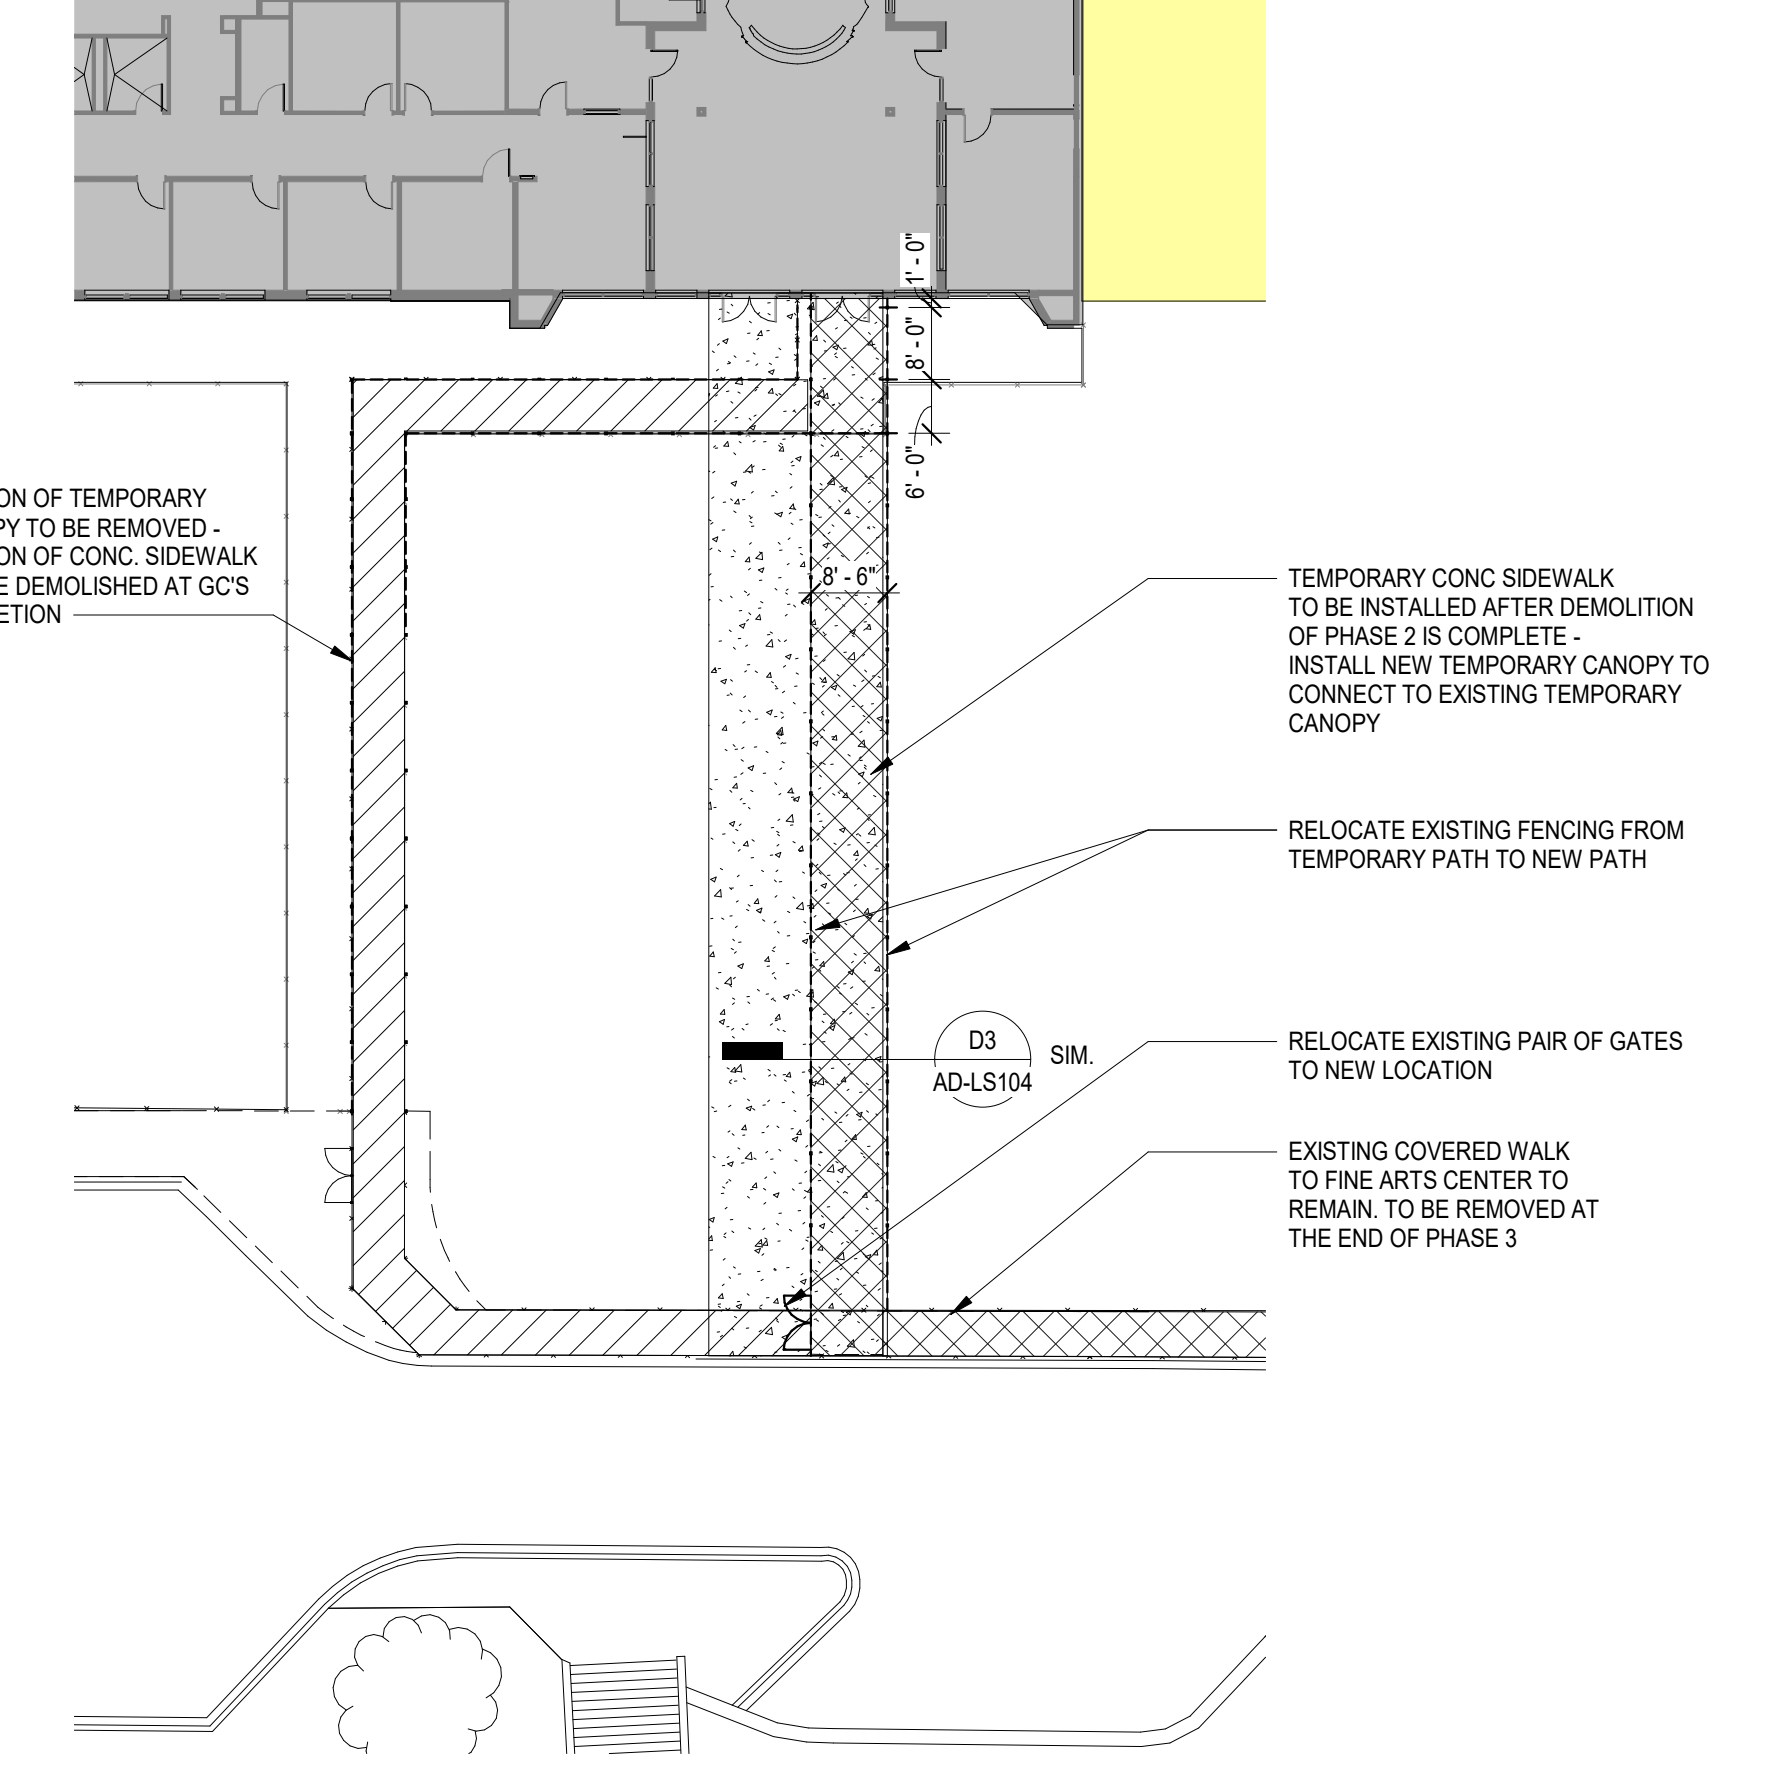 1' - 0"
8' - 0"
6' - 0"
ON OF TEMPORARY
PY TO BE REMOVED -
ON OF CONC. SIDEWALK
E DEMOLISHED AT GC'S
ETION
8' - 6"
TEMPORARY CONC SIDEWALK
TO BE INSTALLED AFTER DEMOLITION
OF PHASE 2 IS COMPLETE -
INSTALL NEW TEMPORARY CANOPY TO
CONNECT TO EXISTING TEMPORARY
CANOPY
RELOCATE EXISTING FENCING FROM
TEMPORARY PATH TO NEW PATH
D3
AD-LS104
SIM.
RELOCATE EXISTING PAIR OF GATES
TO NEW LOCATION
EXISTING COVERED WALK
TO FINE ARTS CENTER TO
REMAIN. TO BE REMOVED AT
THE END OF PHASE 3